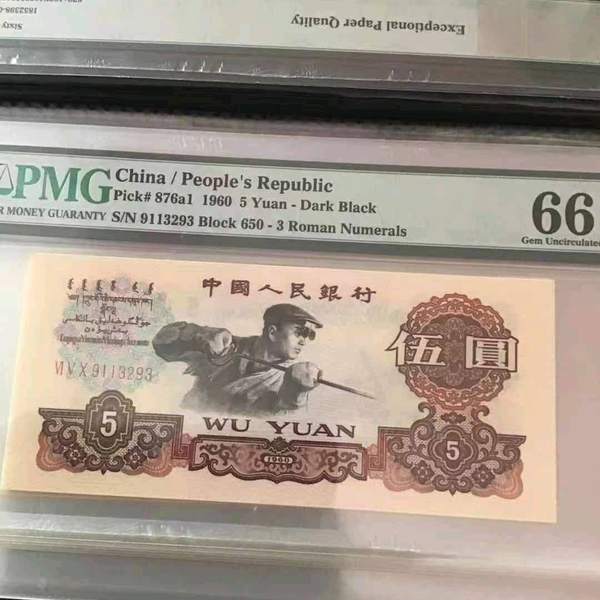 Exceptional Paper Quality
PMG
China / People's Republic
Pick# 876a1 1960 5 Yuan - Dark Black
S/N 9113293 Block 650 - 3 Roman Numerals
MONEY GUARANTY
66
Gem Uncirculated
中國人民銀行
伍圓
VI V X 9113293
5
WU YUAN
1960
5